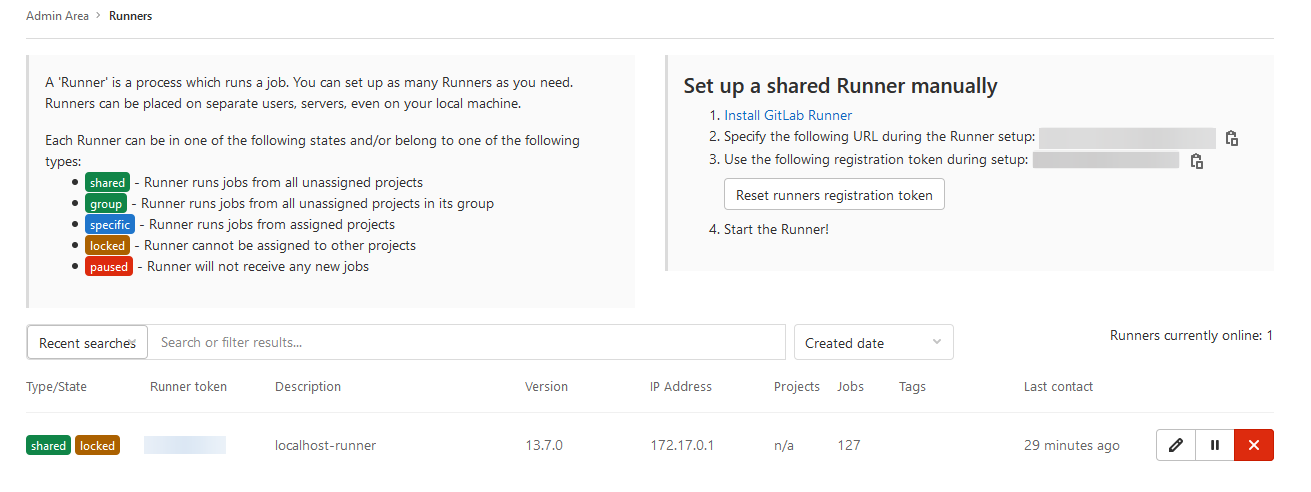 Admin Area > Runners
A 'Runner' is a process which runs a job. You can set up as many Runners as you need.
Runners can be placed on separate users, servers, even on your local machine.
Each Runner can be in one of the following states and/or belong to one of the following
types:
• shared - Runner runs jobs from all unassigned projects
• group - Runner runs jobs from all unassigned projects in its group
• specific - Runner runs jobs from assigned projects
• locked - Runner cannot be assigned to other projects
• paused - Runner will not receive any new jobs
Set up a shared Runner manually
1. Install GitLab Runner
2. Specify the following URL during the Runner setup:
3. Use the following registration token during setup:
Reset runners registration token
4. Start the Runner!
Recent searches Search or filter results... Created date Runners currently online: 1
Type/State Runner token Description Version IP Address Projects Jobs Tags Last contact
shared locked localhost-runner 13.7.0 172.17.0.1 n/a 127 29 minutes ago